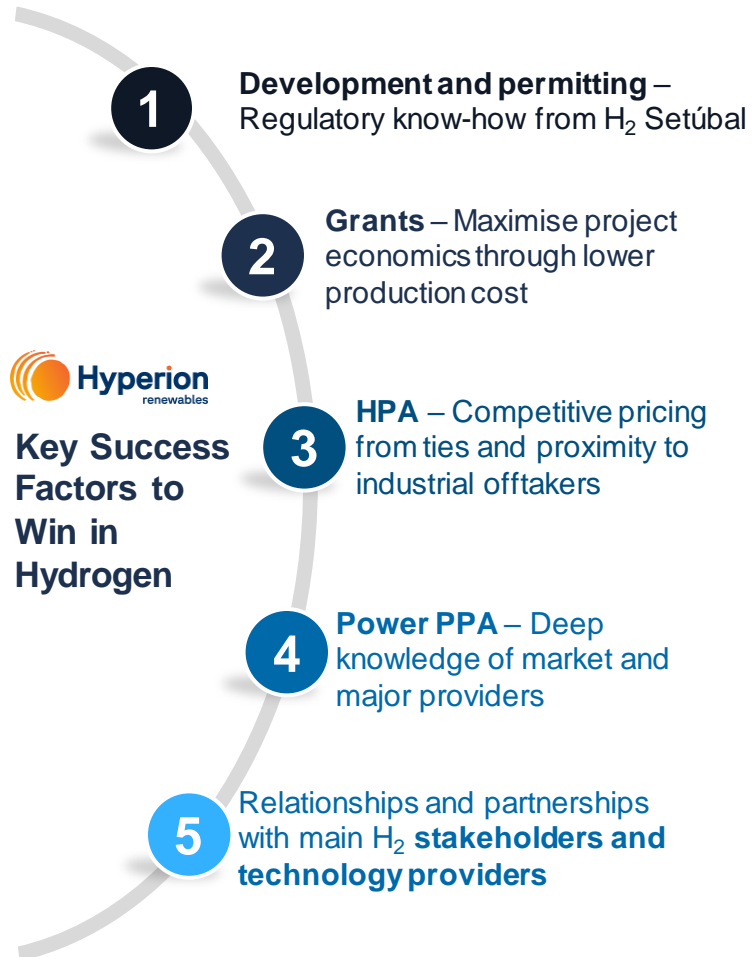 1
Development and permitting –
Regulatory know-how from H₂ Setúbal
2
Grants – Maximise project
economics through lower
production cost
Hyperion
renewables
Key Success
Factors to
Win in
Hydrogen
3
HPA – Competitive pricing
from ties and proximity to
industrial offtakers
4
Power PPA – Deep
knowledge of market and
major providers
5
Relationships and partnerships
with main H₂ stakeholders and
technology providers